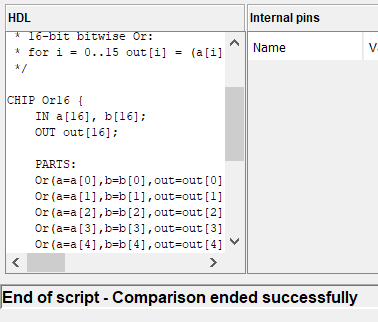 HDL
Internal pins
* 16-bit bitwise Or:
* for i = 0..15 out[i] = (a[i]
*/
Name
V
CHIP Or16 {
IN a[16], b[16];
OUT out[16];
PARTS:
Or(a=a[0],b=b[0],out=out[0]
Or(a=a[1],b=b[1],out=out[1]
Or(a=a[2],b=b[2],out=out[2]
Or(a=a[3],b=b[3],out=out[3]
Or(a=a[4],b=b[4],out=out[4]
End of script - Comparison ended successfully